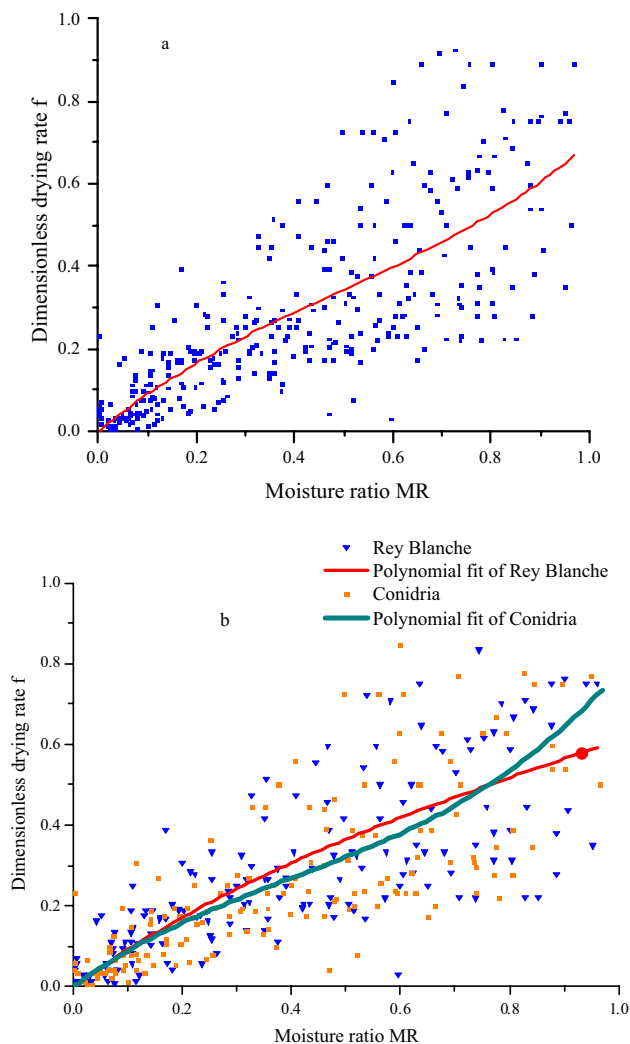 a
1.0
0.8
0.6
0.4
0.2
0.0
Dimensionless drying rate f
0.0 0.2 0.4 0.6 0.8 1.0
Moisture ratio MR
Rey Blanche
Polynomial fit of Rey Blanche
Conidria
Polynomial fit of Conidria
b
1.0
0.8
0.6
0.4
0.2
0.0
Dimensionless drying rate f
0.0 0.2 0.4 0.6 0.8 1.0
Moisture ratio MR